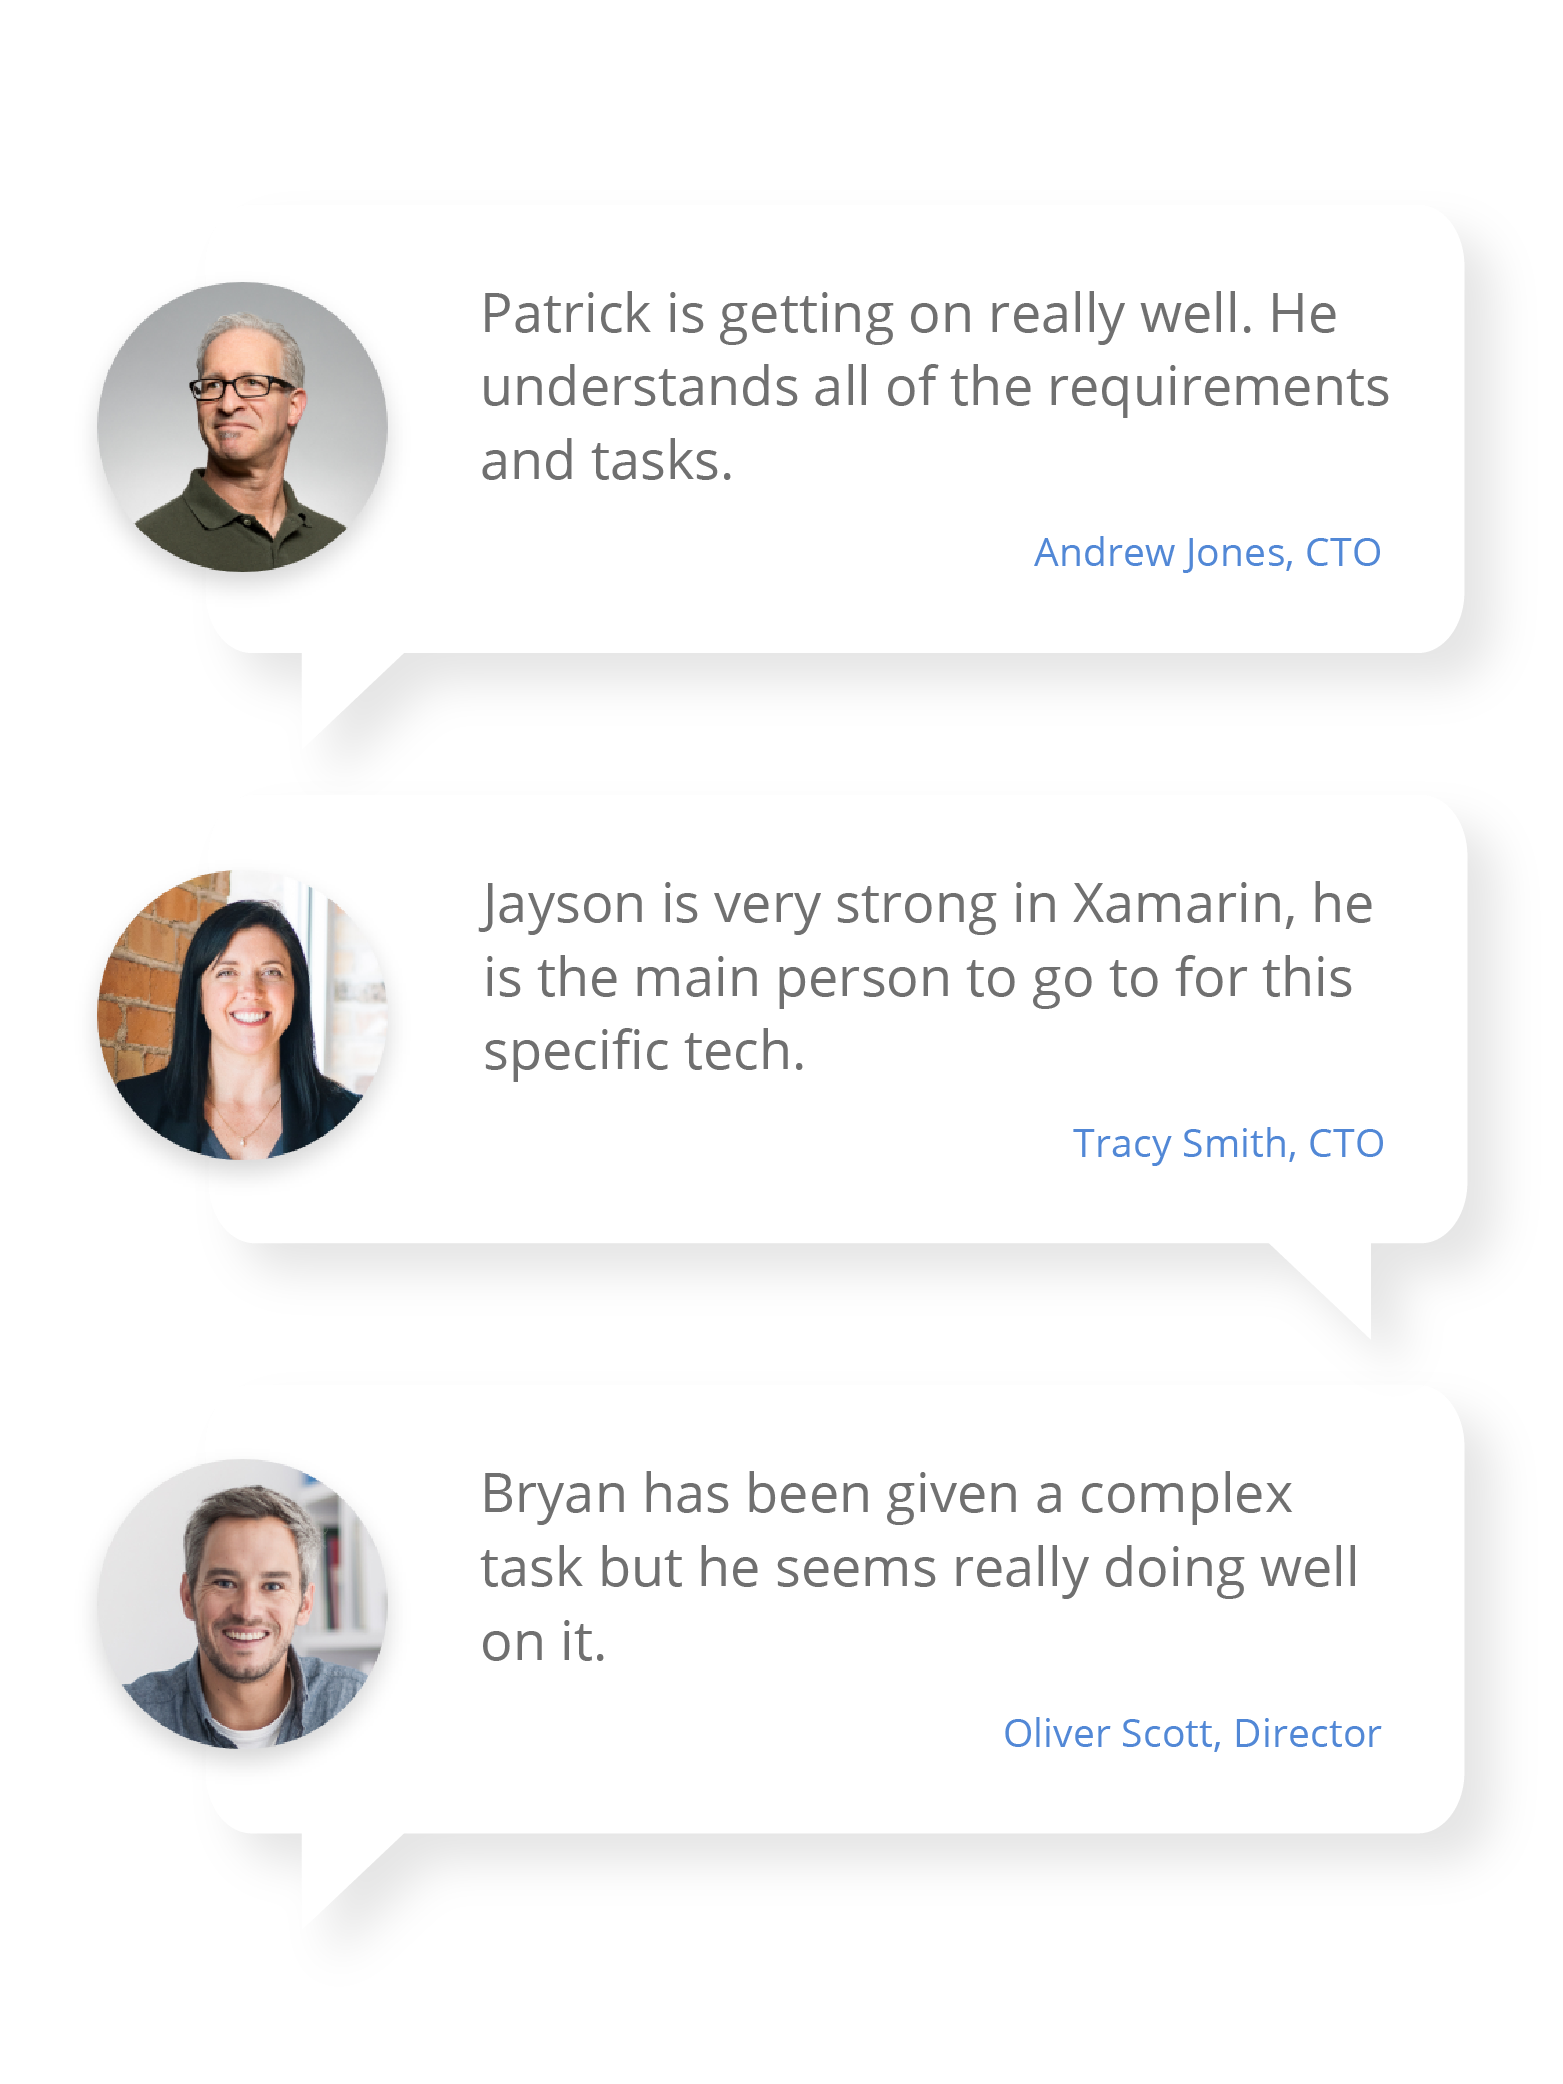 Patrick is getting on really well. He
understands all of the requirements
and tasks.
Andrew Jones, CTO
Jayson is very strong in Xamarin, he
is the main person to go to for this
specific tech.
Tracy Smith, CTO
Bryan has been given a complex
task but he seems really doing well
on it.
Oliver Scott, Director